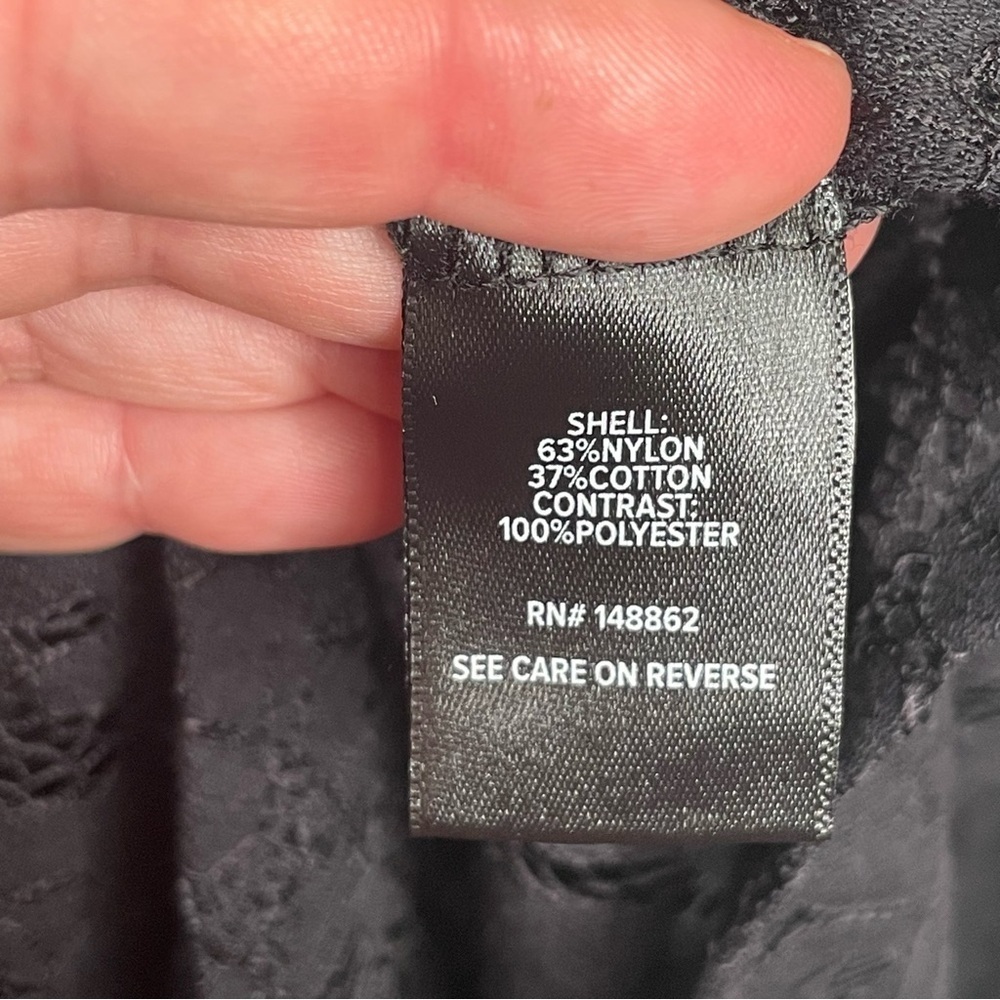 SHELL:
63%NYLON
37%COTTON
CONTRAST:
100%POLYESTER
RN# 148862
SEE CARE ON REVERSE